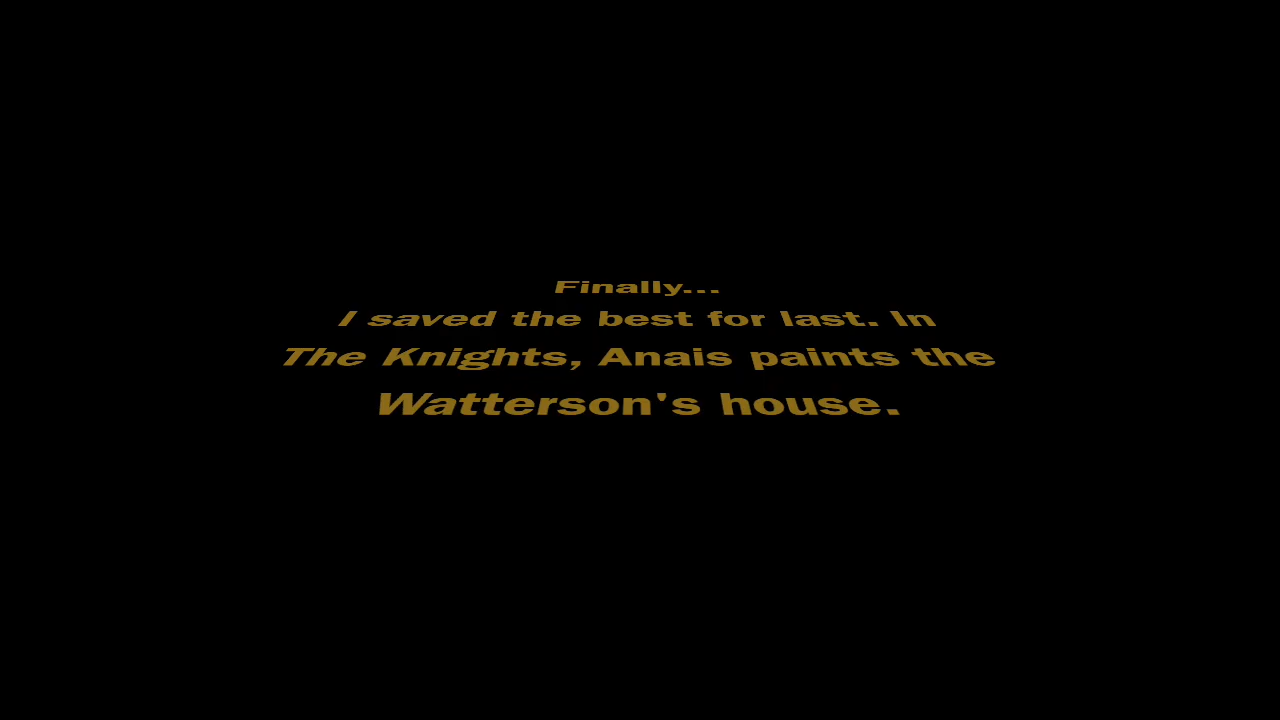 Finally...
I saved the best for last. In
The Knights, Anais paints the
Watterson's house.